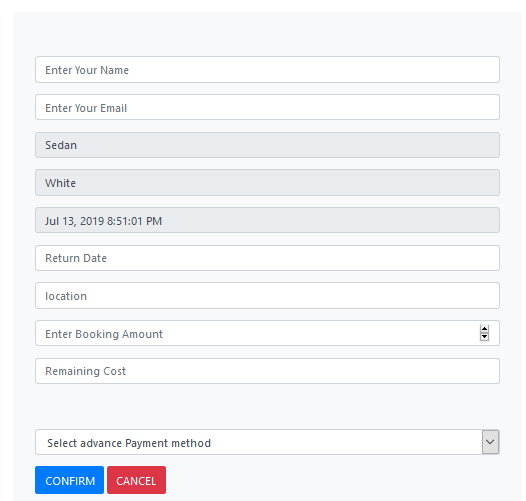 Enter Your Name
Enter Your Email
Sedan
White
Jul 13, 2019 8:51:01 PM
Return Date
location
Enter Booking Amount
Remaining Cost
Select advance Payment method
CONFIRM CANCEL